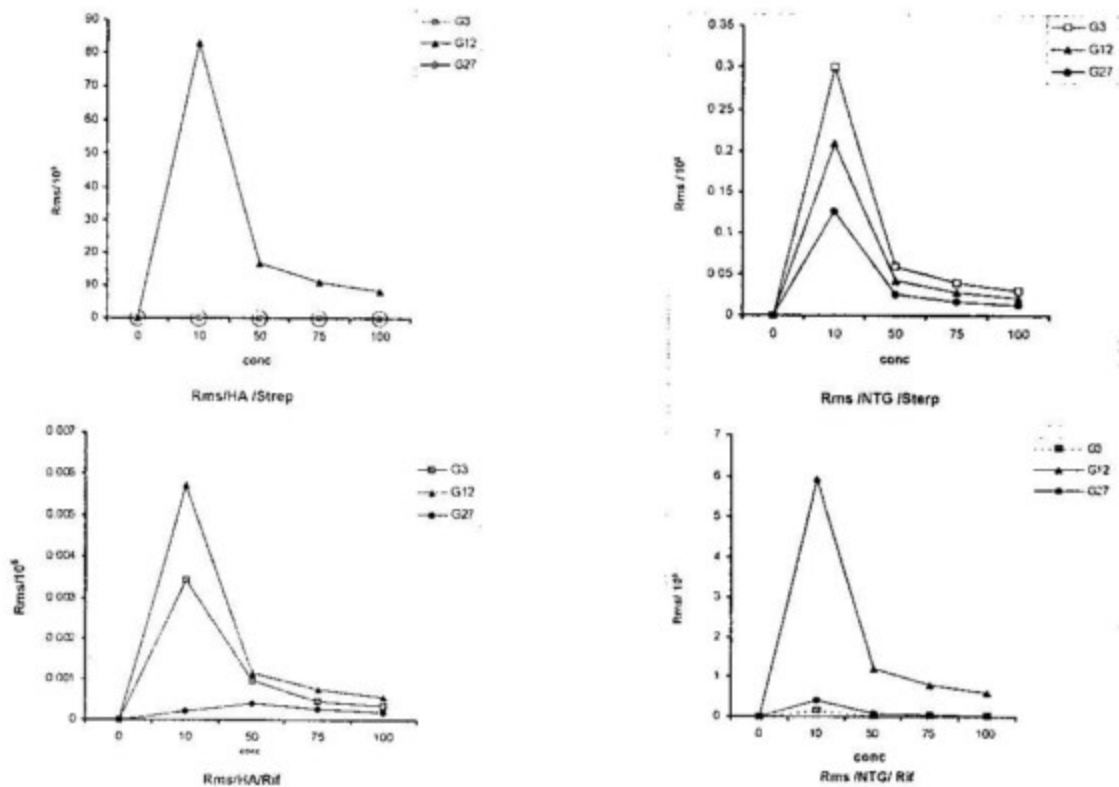 90
80
70
60
50
40
30
20
10
0
Rms/10⁸
0 10 50 75 100
conc
G3
G12
G27
Rms/HA /Strep
0.35
0.3
0.25
0.2
0.15
0.1
0.05
0
Rms /10⁸
0 10 50 75 100
conc
G3
G12
G27
Rms /NTG /Sterp
0.007
0.006
0.005
0.004
0.003
0.002
0.001
0
Rms/10⁸
0 10 50 75 100
conc
G3
G12
G27
Rms/HA/Rif
7
6
5
4
3
2
1
0
Rms/ 10⁸
0 10 50 75 100
conc
G3
G12
G27
Rms /NTG/ Rif